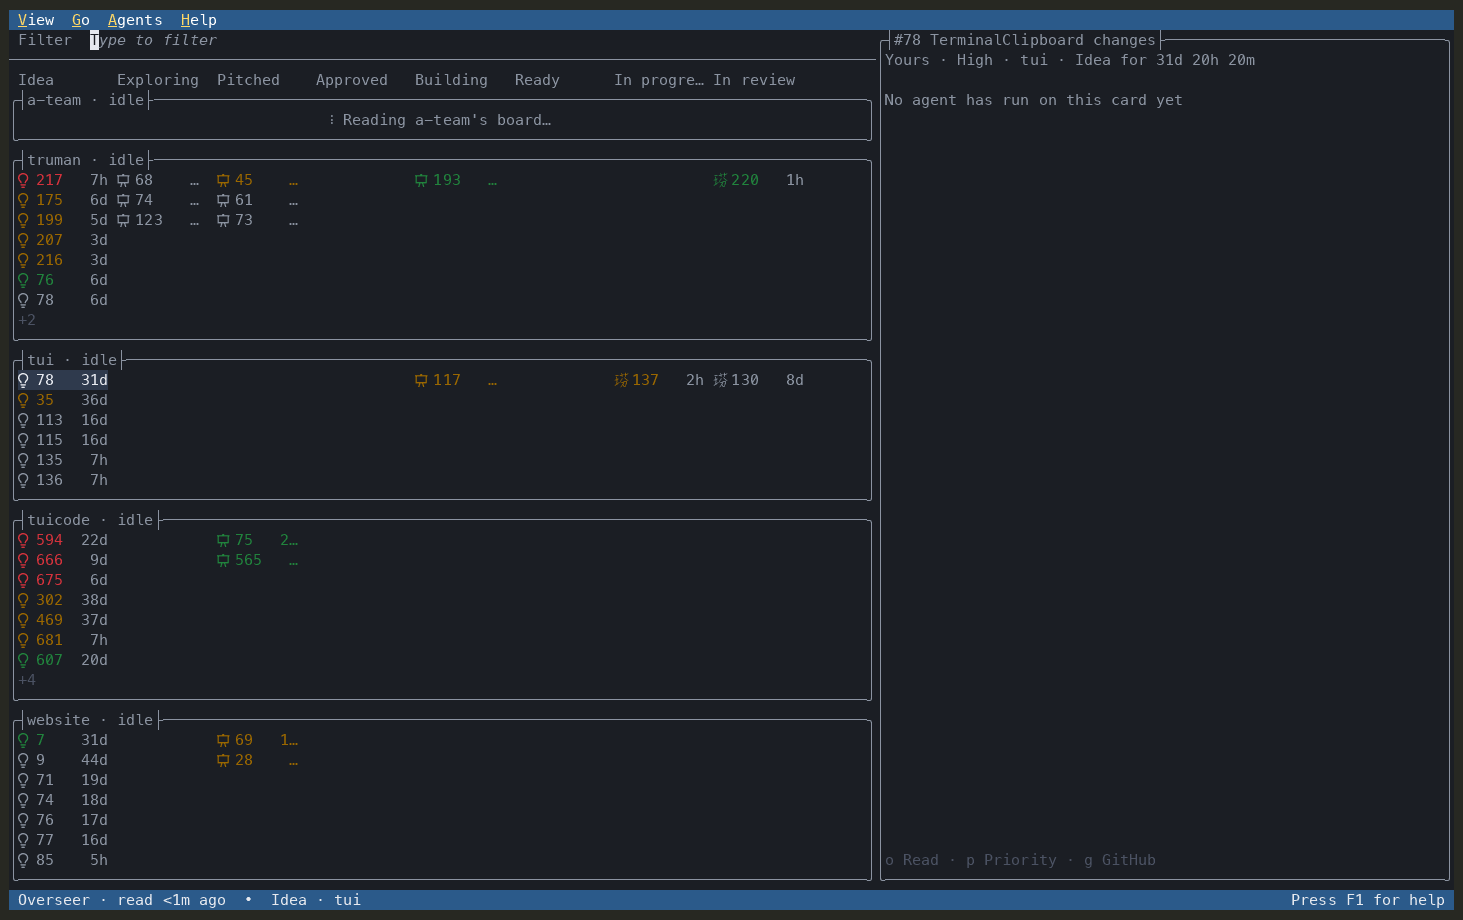 View  Go  Agents  Help
Filter  Type to filter
Idea  Exploring  Pitched  Approved  Building  Ready  In progre…  In review
a-team · idle
Reading a-team's board…
truman · idle
217  7h  68  …  45  …  193  …  220  1h
175  6d  74  …  61  …
199  5d  123  …  73  …
207  3d
216  3d
76  6d
78  6d
+2
tui · idle
78  31d  117  …  137  2h  130  8d
35  36d
113  16d
115  16d
135  7h
136  7h
tuicode · idle
594  22d  75  2…
666  9d  565  …
675  6d
302  38d
469  37d
681  7h
607  20d
+4
website · idle
7  31d  69  1…
9  44d  28  …
71  19d
74  18d
76  17d
77  16d
85  5h
#78 TerminalClipboard changes
Yours · High · tui · Idea for 31d 20h 20m
No agent has run on this card yet
o Read · p Priority · g GitHub
Overseer · read <1m ago  •  Idea · tui  Press F1 for help